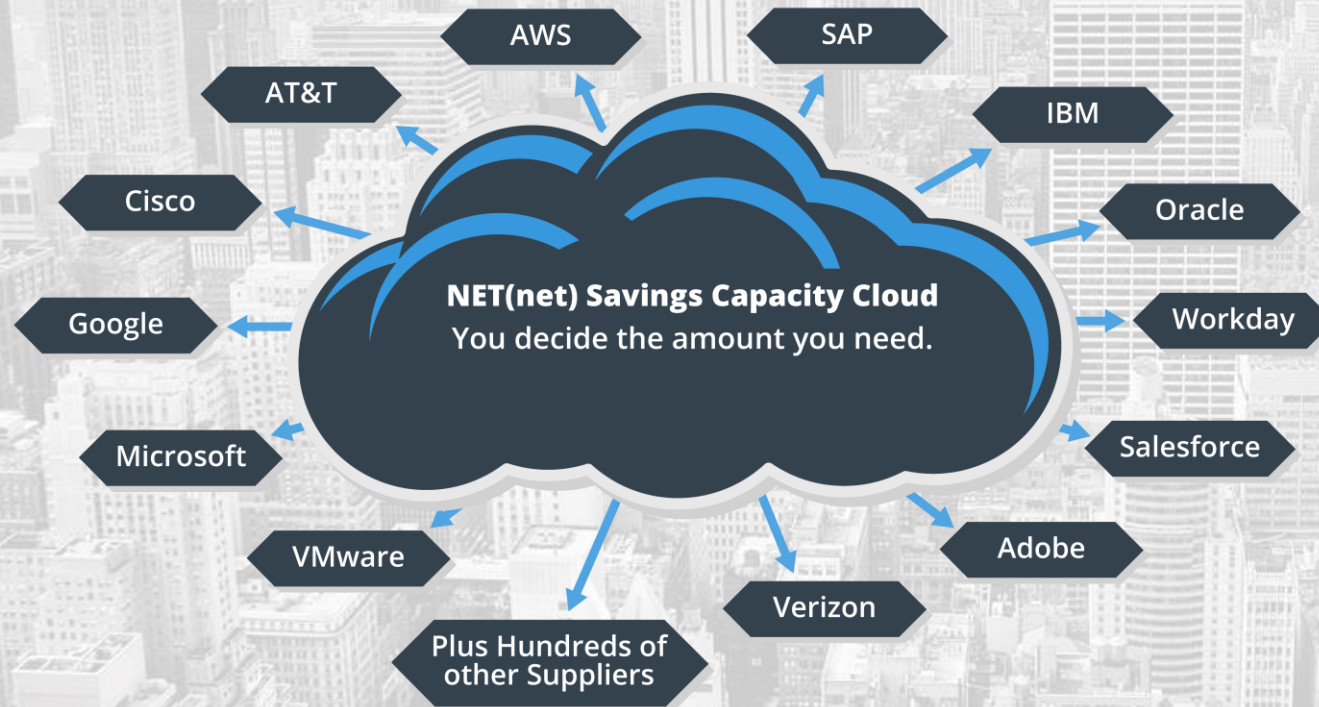 AWS
SAP
AT&T
IBM
Cisco
Oracle
NET(net) Savings Capacity Cloud
You decide the amount you need.
Google
Workday
Microsoft
Salesforce
VMware
Adobe
Verizon
Plus Hundreds of
other Suppliers